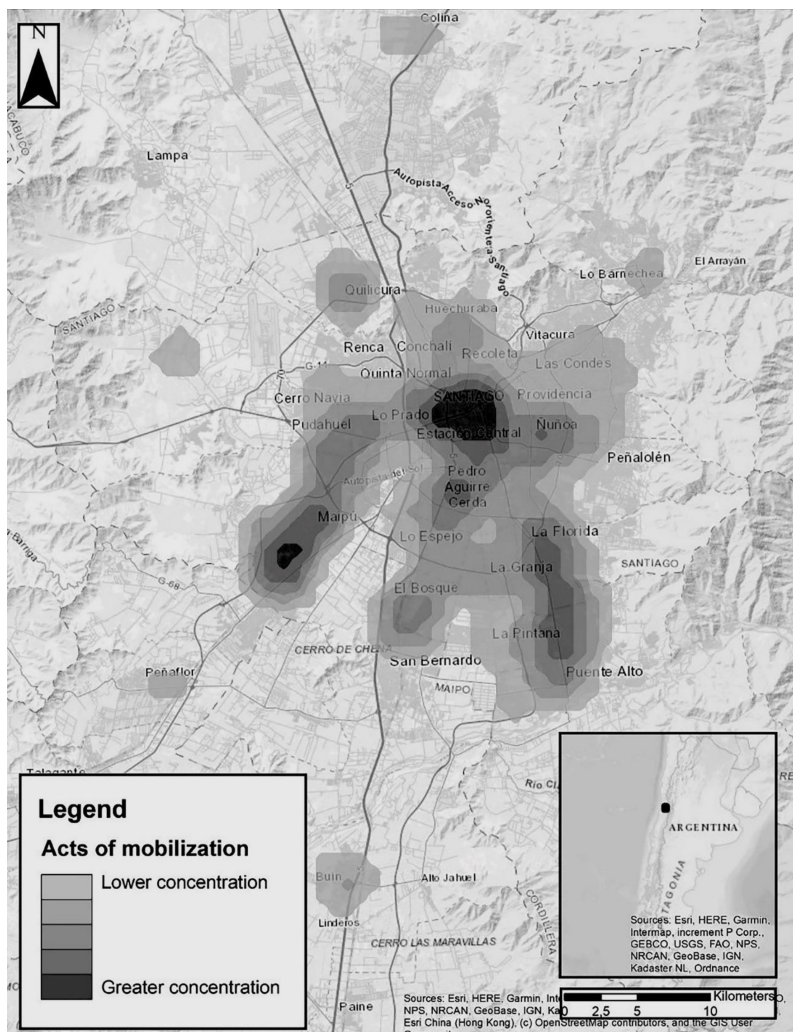 N
Colina
ACABUCO
Lampa
Autopista Acceso Nororiente a Santiago
Lo Barnechea
El Arrayán
Quilicura
Huechuraba
SANTIAGO
Vitacura
Renca
Conchalí
Recoleta
Las Condes
G-14
Quinta Normal
Cerro Navia
SANTIAGO
Providencia
Lo Prado
Pudahuel
Estación Central
Ñuñoa
Peñalolén
Pedro
Aguirre
Cerda
Autopista del Sol
Maipú
La Florida
Lo Espejo
La Granja
SANTIAGO
G-68
El Bosque
La Pintana
CERRO DE CHENA
San Bernardo
Puente Alto
Peñaflor
MAIPO
Talagante
Legend
Acts of mobilization
Lower concentration
Greater concentration
Buin
Alto Jahuel
Linderos
CORDILLERA
CERRO LAS MARAVILLAS
Paine
ARGENTINA
PATAGONIA
Sources: Esri, HERE, Garmin,
Intermap, increment P Corp.,
GEBCO, USGS, FAO, NPS,
NRCAN, GeoBase, IGN,
Kadaster NL, Ordnance
Kilometers
0 2,5 5 10
Sources: Esri, HERE, Garmin,
NPS, NRCAN, GeoBase, IGN,
Esri China (Hong Kong), (c) OpenStreetMap contributors, and the GIS User